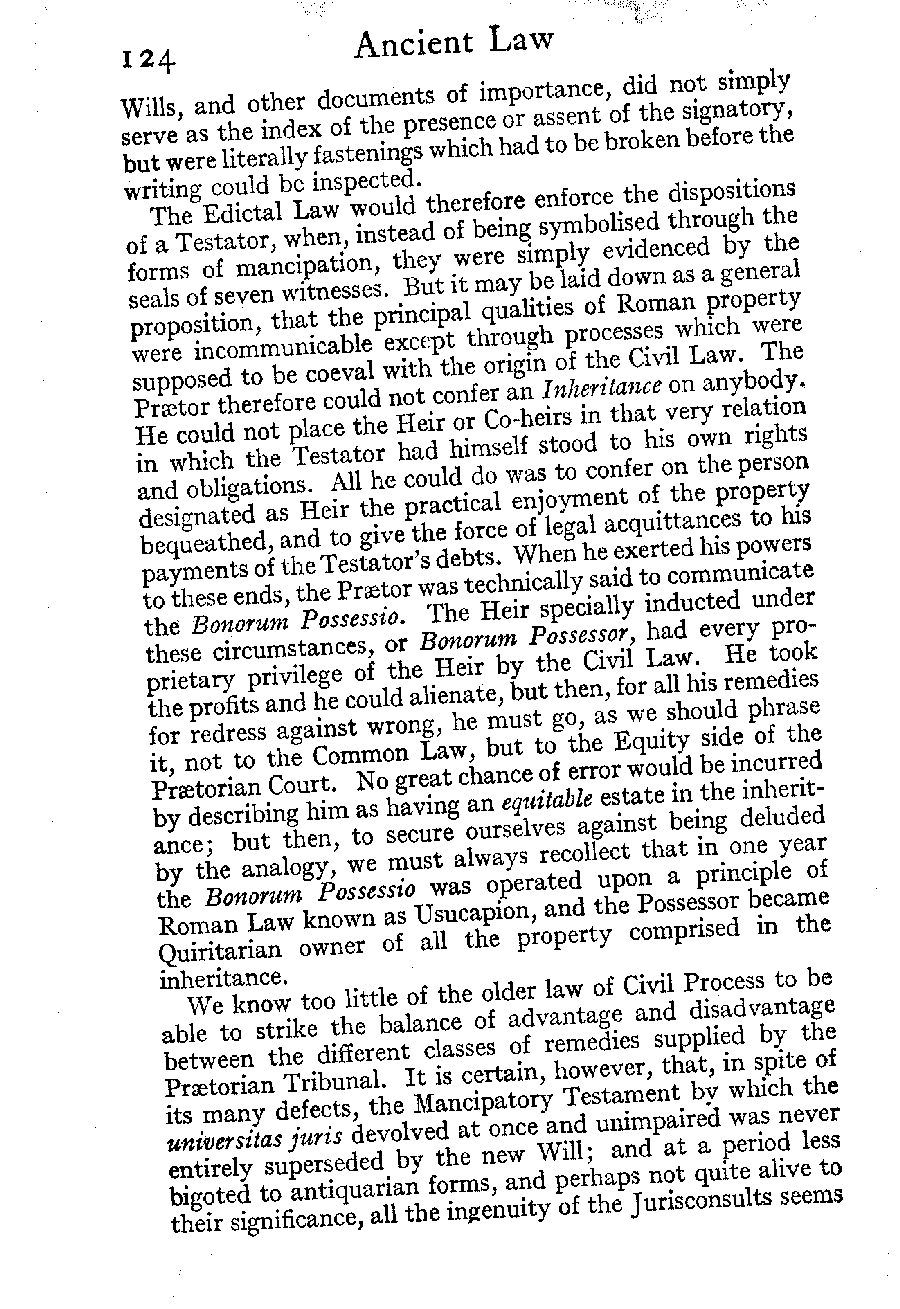 124 Ancient Law
Wills, and other documents of importance, did not simply
serve as the index of the presence or assent of the signatory,
but were literally fastenings which had to be broken before the
writing could be inspected.
The Edictal Law would therefore enforce the dispositions
of a Testator, when, instead of being symbolised through the
forms of mancipation, they were simply evidenced by the
seals of seven witnesses. But it may be laid down as a general
proposition, that the principal qualities of Roman property
were incommunicable except through processes which were
supposed to be coeval with the origin of the Civil Law. The
Prætor therefore could not confer an Inheritance on anybody.
He could not place the Heir or Co-heirs in that very relation
in which the Testator had himself stood to his own rights
and obligations. All he could do was to confer on the person
designated as Heir the practical enjoyment of the property
bequeathed, and to give the force of legal acquittances to his
payments of the Testator's debts. When he exerted his powers
to these ends, the Prætor was technically said to communicate
the Bonorum Possessio. The Heir specially inducted under
these circumstances, or Bonorum Possessor, had every pro-
prietary privilege of the Heir by the Civil Law. He took
the profits and he could alienate, but then, for all his remedies
for redress against wrong, he must go, as we should phrase
it, not to the Common Law, but to the Equity side of the
Prætorian Court. No great chance of error would be incurred
by describing him as having an equitable estate in the inherit-
ance; but then, to secure ourselves against being deluded
by the analogy, we must always recollect that in one year
the Bonorum Possessio was operated upon a principle of
Roman Law known as Usucapion, and the Possessor became
Quiritarian owner of all the property comprised in the
inheritance.
We know too little of the older law of Civil Process to be
able to strike the balance of advantage and disadvantage
between the different classes of remedies supplied by the
Prætorian Tribunal. It is certain, however, that, in spite of
its many defects, the Mancipatory Testament by which the
universitas juris devolved at once and unimpaired was never
entirely superseded by the new Will; and at a period less
bigoted to antiquarian forms, and perhaps not quite alive to
their significance, all the ingenuity of the Jurisconsults seems